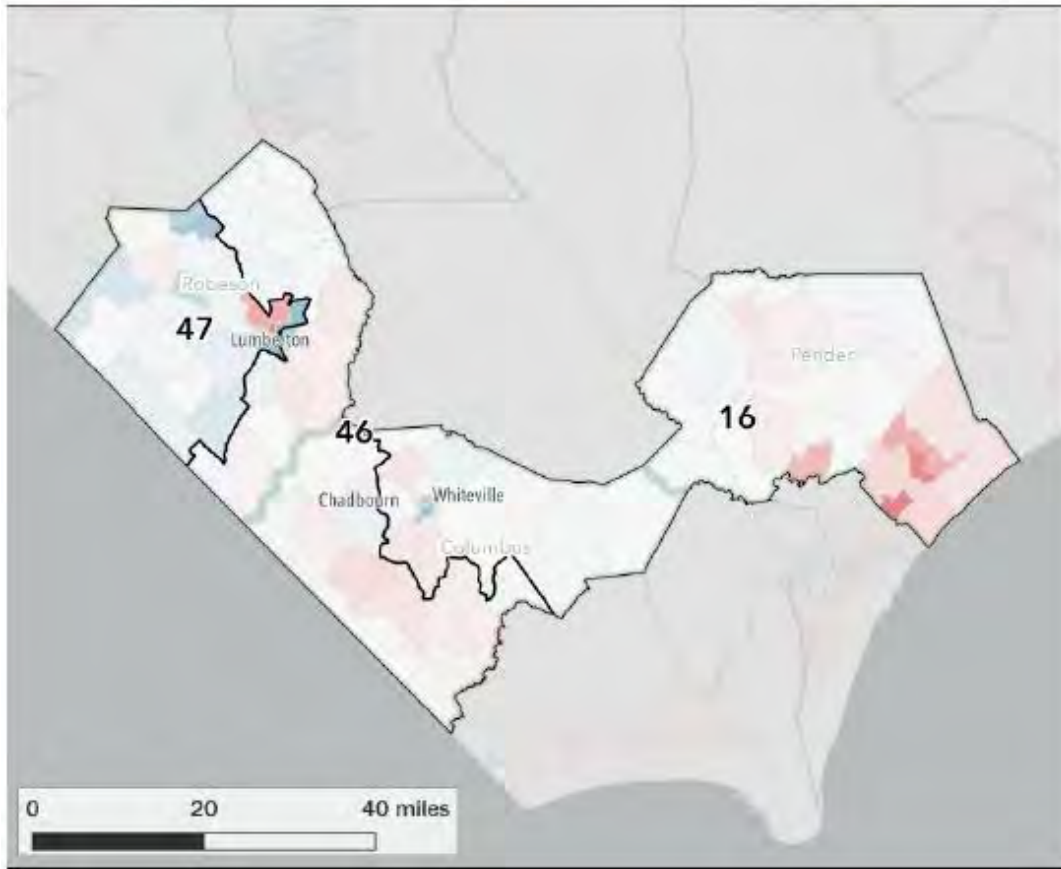 Robeson
47
Lumberton
Pender
16
46
Chadbourn
Whiteville
Columbus
0 20 40 miles